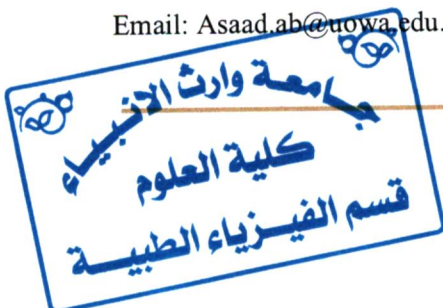 Email: Asaad.ab@uowa.edu.
جامعة وارث الانبياء
كلية العلوم
قسم الفيزياء الطبية